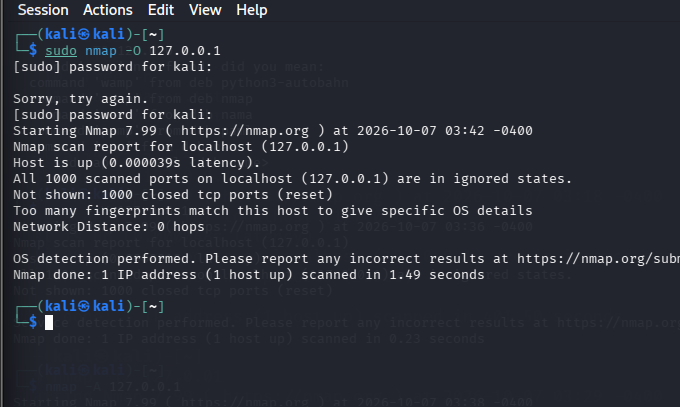 Session Actions Edit View Help
┌──(kali㉿kali)-[~]
└─$ sudo nmap -O 127.0.0.1
[sudo] password for kali:
Sorry, try again.
[sudo] password for kali:
Starting Nmap 7.99 ( https://nmap.org ) at 2026-10-07 03:42 -0400
Nmap scan report for localhost (127.0.0.1)
Host is up (0.000039s latency).
All 1000 scanned ports on localhost (127.0.0.1) are in ignored states.
Not shown: 1000 closed tcp ports (reset)
Too many fingerprints match this host to give specific OS details
Network Distance: 0 hops
OS detection performed. Please report any incorrect results at https://nmap.org/subm
Nmap done: 1 IP address (1 host up) scanned in 1.49 seconds
┌──(kali㉿kali)-[~]
└─$